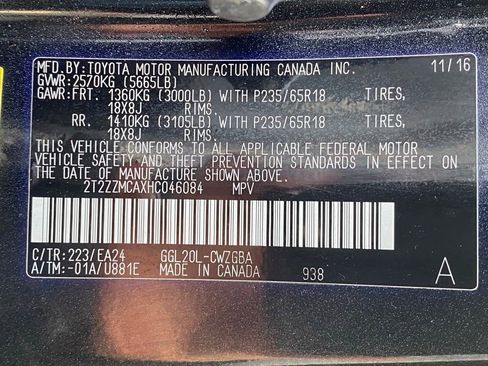 MFD. BY: TOYOTA MOTOR MANUFACTURING CANADA INC. 11/16
GVWR: 2570KG (5665LB)
GAWR: FRT. 1360KG (3000LB) WITH P235/65R18 TIRES,
18X8J RIMS,
RR. 1410KG (3105LB) WITH P235/65R18 TIRES,
18X8J RIMS,
THIS VEHICLE CONFORMS TO ALL APPLICABLE FEDERAL MOTOR
VEHICLE SAFETY AND THEFT PREVENTION STANDARDS IN EFFECT
ON THE DATE OF MANUFACTURE SHOWN ABOVE.
2T2ZZMCAXHC046084 MPV
C/TR: 223/EA24 GGL20L-CWZGBA
A/TM: -01A/U881E MADE IN CANADA 938 A